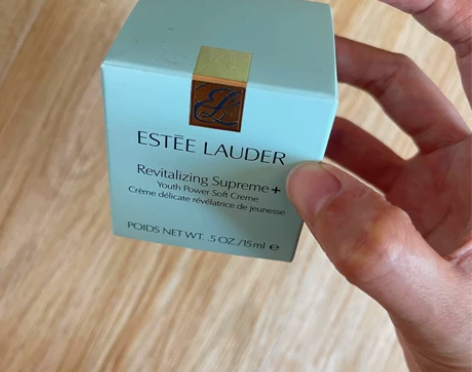 EL
ESTĒE LAUDER
Revitalizing Supreme+
Youth Power Soft Creme
Crème délicate révélatrice de jeunesse
POIDS NET WT. .5 OZ./15ml ℮